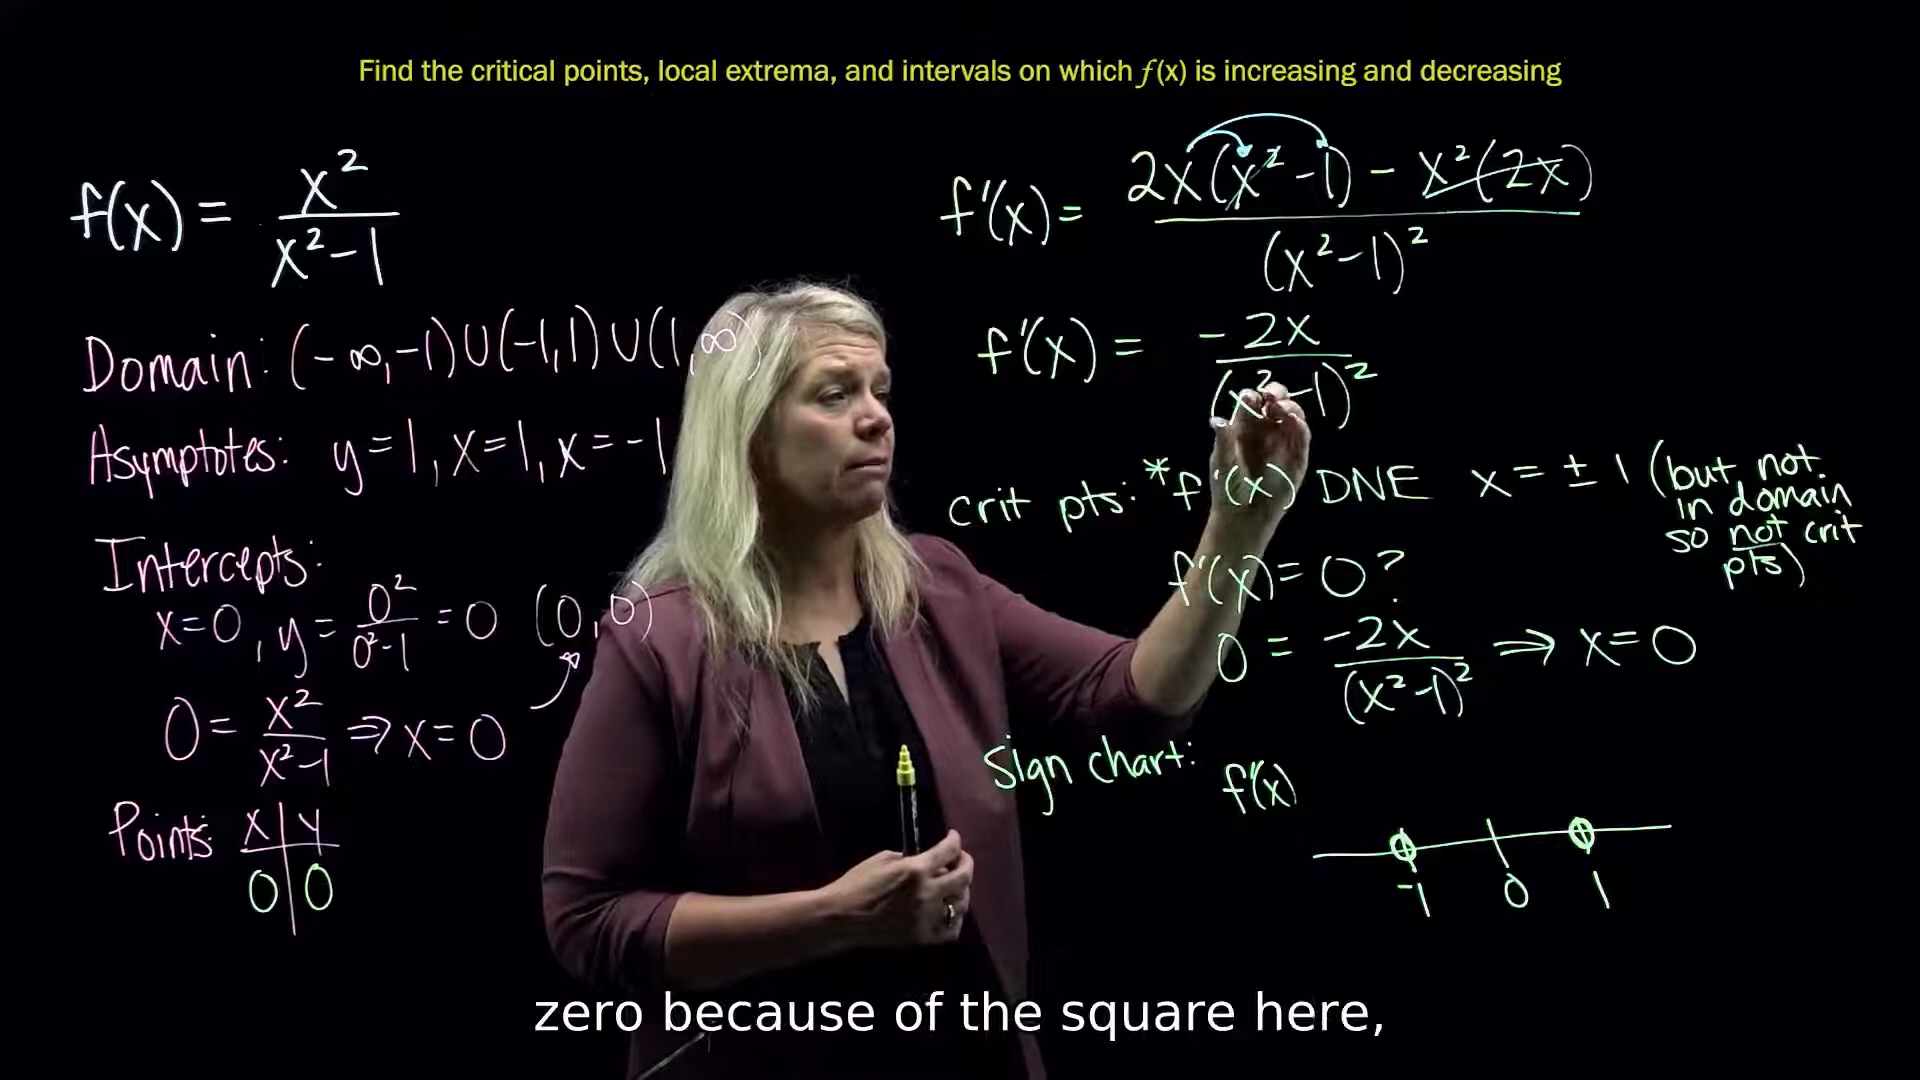 Find the critical points, local extrema, and intervals on which f(x) is increasing and decreasing
f(x) = x²/(x²-1)
Domain: (-∞,-1)∪(-1,1)∪(1,∞)
Asymptotes: y=1, x=1, x=-1
Intercepts:
x=0, y= 0²/(0²-1) =0 (0,0)
0= x²/(x²-1) ⇒ x=0
Points: x | y
0 | 0
f'(x)= (2x(x²-1) - x²(2x))/(x²-1)²
f'(x) = -2x/(x²-1)²
crit pts: *f'(x) DNE x = ±1 (but not
in domain
so not crit
pts)
f'(x)=0?
0 = -2x/(x²-1)² ⇒ x=0
Sign chart: f'(x)
-1 0 1
zero because of the square here,